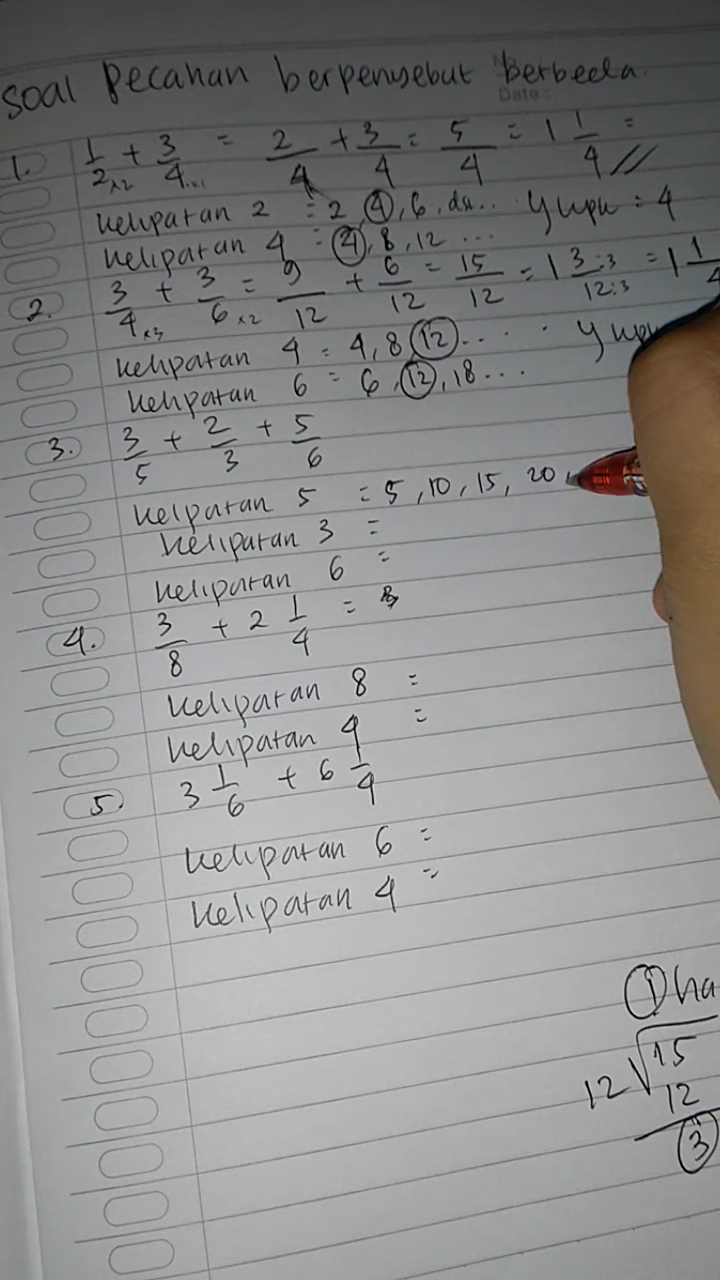 soal pecahan berpenyebut berbeda.
Date:
1. 1/2 ×2 + 3/4 ... = 2/4 + 3/4 = 5/4 = 1 1/4 // =
kelipatan 2 = 2, 4, 6, dst.. y KPK = 4
kelipatan 4 = 4, 8, 12 ...
2. 3/4 ×3 + 3/6 ×2 = 9/12 + 6/12 = 15/12 = 1 3:3/12:3 = 1 1/4
kelipatan 4 = 4, 8, 12 .... .
kelipatan 6 = 6, 12, 18 ...
3. 3/5 + 2/3 + 5/6
kelipatan 5 = 5, 10, 15, 20,
kelipatan 3 =
kelipatan 6 =
4. 3/8 + 2 1/4 =
kelipatan 8 =
kelipatan 4 =
5. 3 1/6 + 6 1/4
kelipatan 6 =
kelipatan 4 =
1 ha
12 √15
12
3